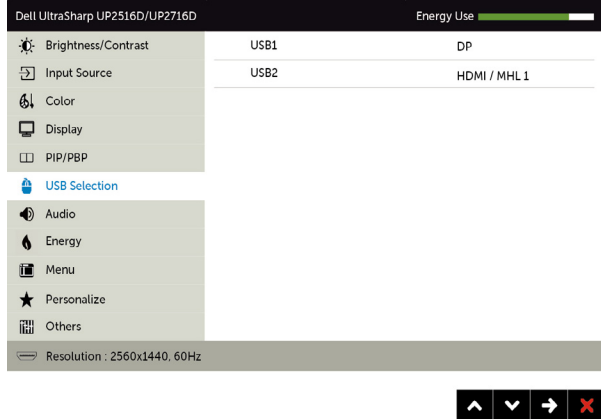 Dell UltraSharp UP2516D/UP2716D Energy Use
Brightness/Contrast USB1 DP
Input Source USB2 HDMI / MHL 1
Color
Display
PIP/PBP
USB Selection
Audio
Energy
Menu
Personalize
Others
Resolution : 2560x1440, 60Hz